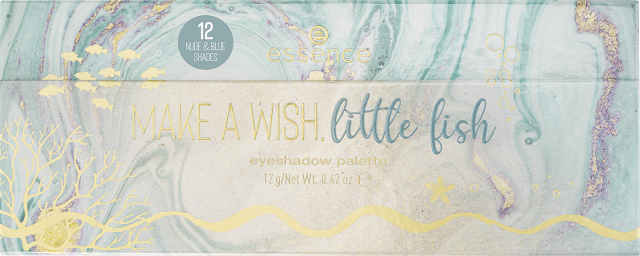 12
NUDE & BLUE
SHADES
essence
MAKE A WISH, little fish
eyeshadow palette
12 g/Net Wt. 0.42 oz ℮